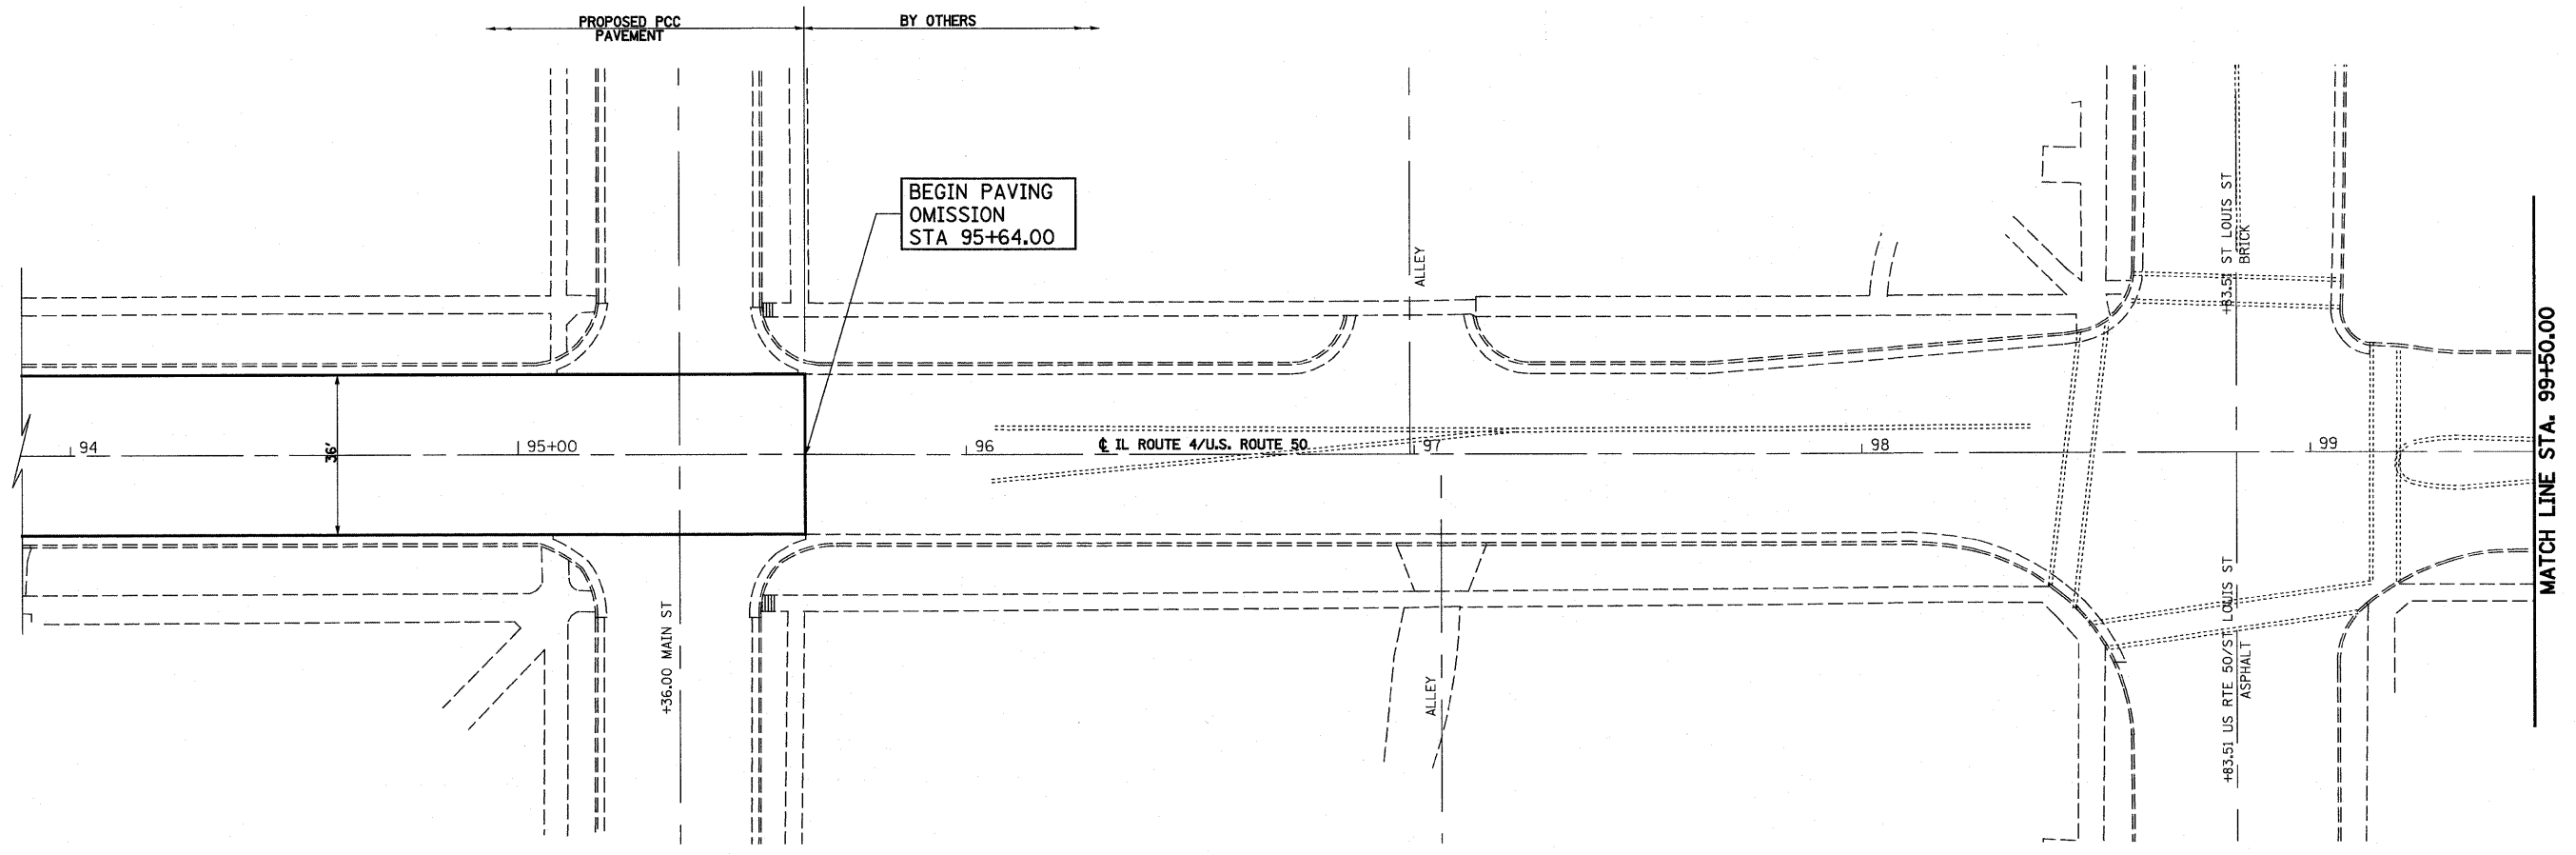 PROPOSED PCC
PAVEMENT
BY OTHERS
BEGIN PAVING
OMISSION
STA 95+64.00
ALLEY
+83.51 ST LOUIS ST
BRICK
MATCH LINE STA. 99+50.00
94
36'
95+00
96
℄ IL ROUTE 4/U.S. ROUTE 50
97
98
99
+36.00 MAIN ST
ALLEY
+83.51 US RTE 50/ST LOUIS ST
ASPHALT